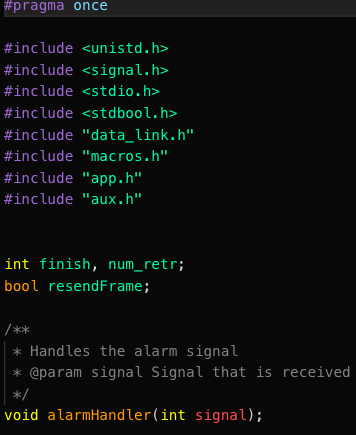 #pragma once
#include <unistd.h>
#include <signal.h>
#include <stdio.h>
#include <stdbool.h>
#include "data_link.h"
#include "macros.h"
#include "app.h"
#include "aux.h"
int finish, num_retr;
bool resendFrame;
/**
 * Handles the alarm signal
 * @param signal Signal that is received
 */
void alarmHandler(int signal);